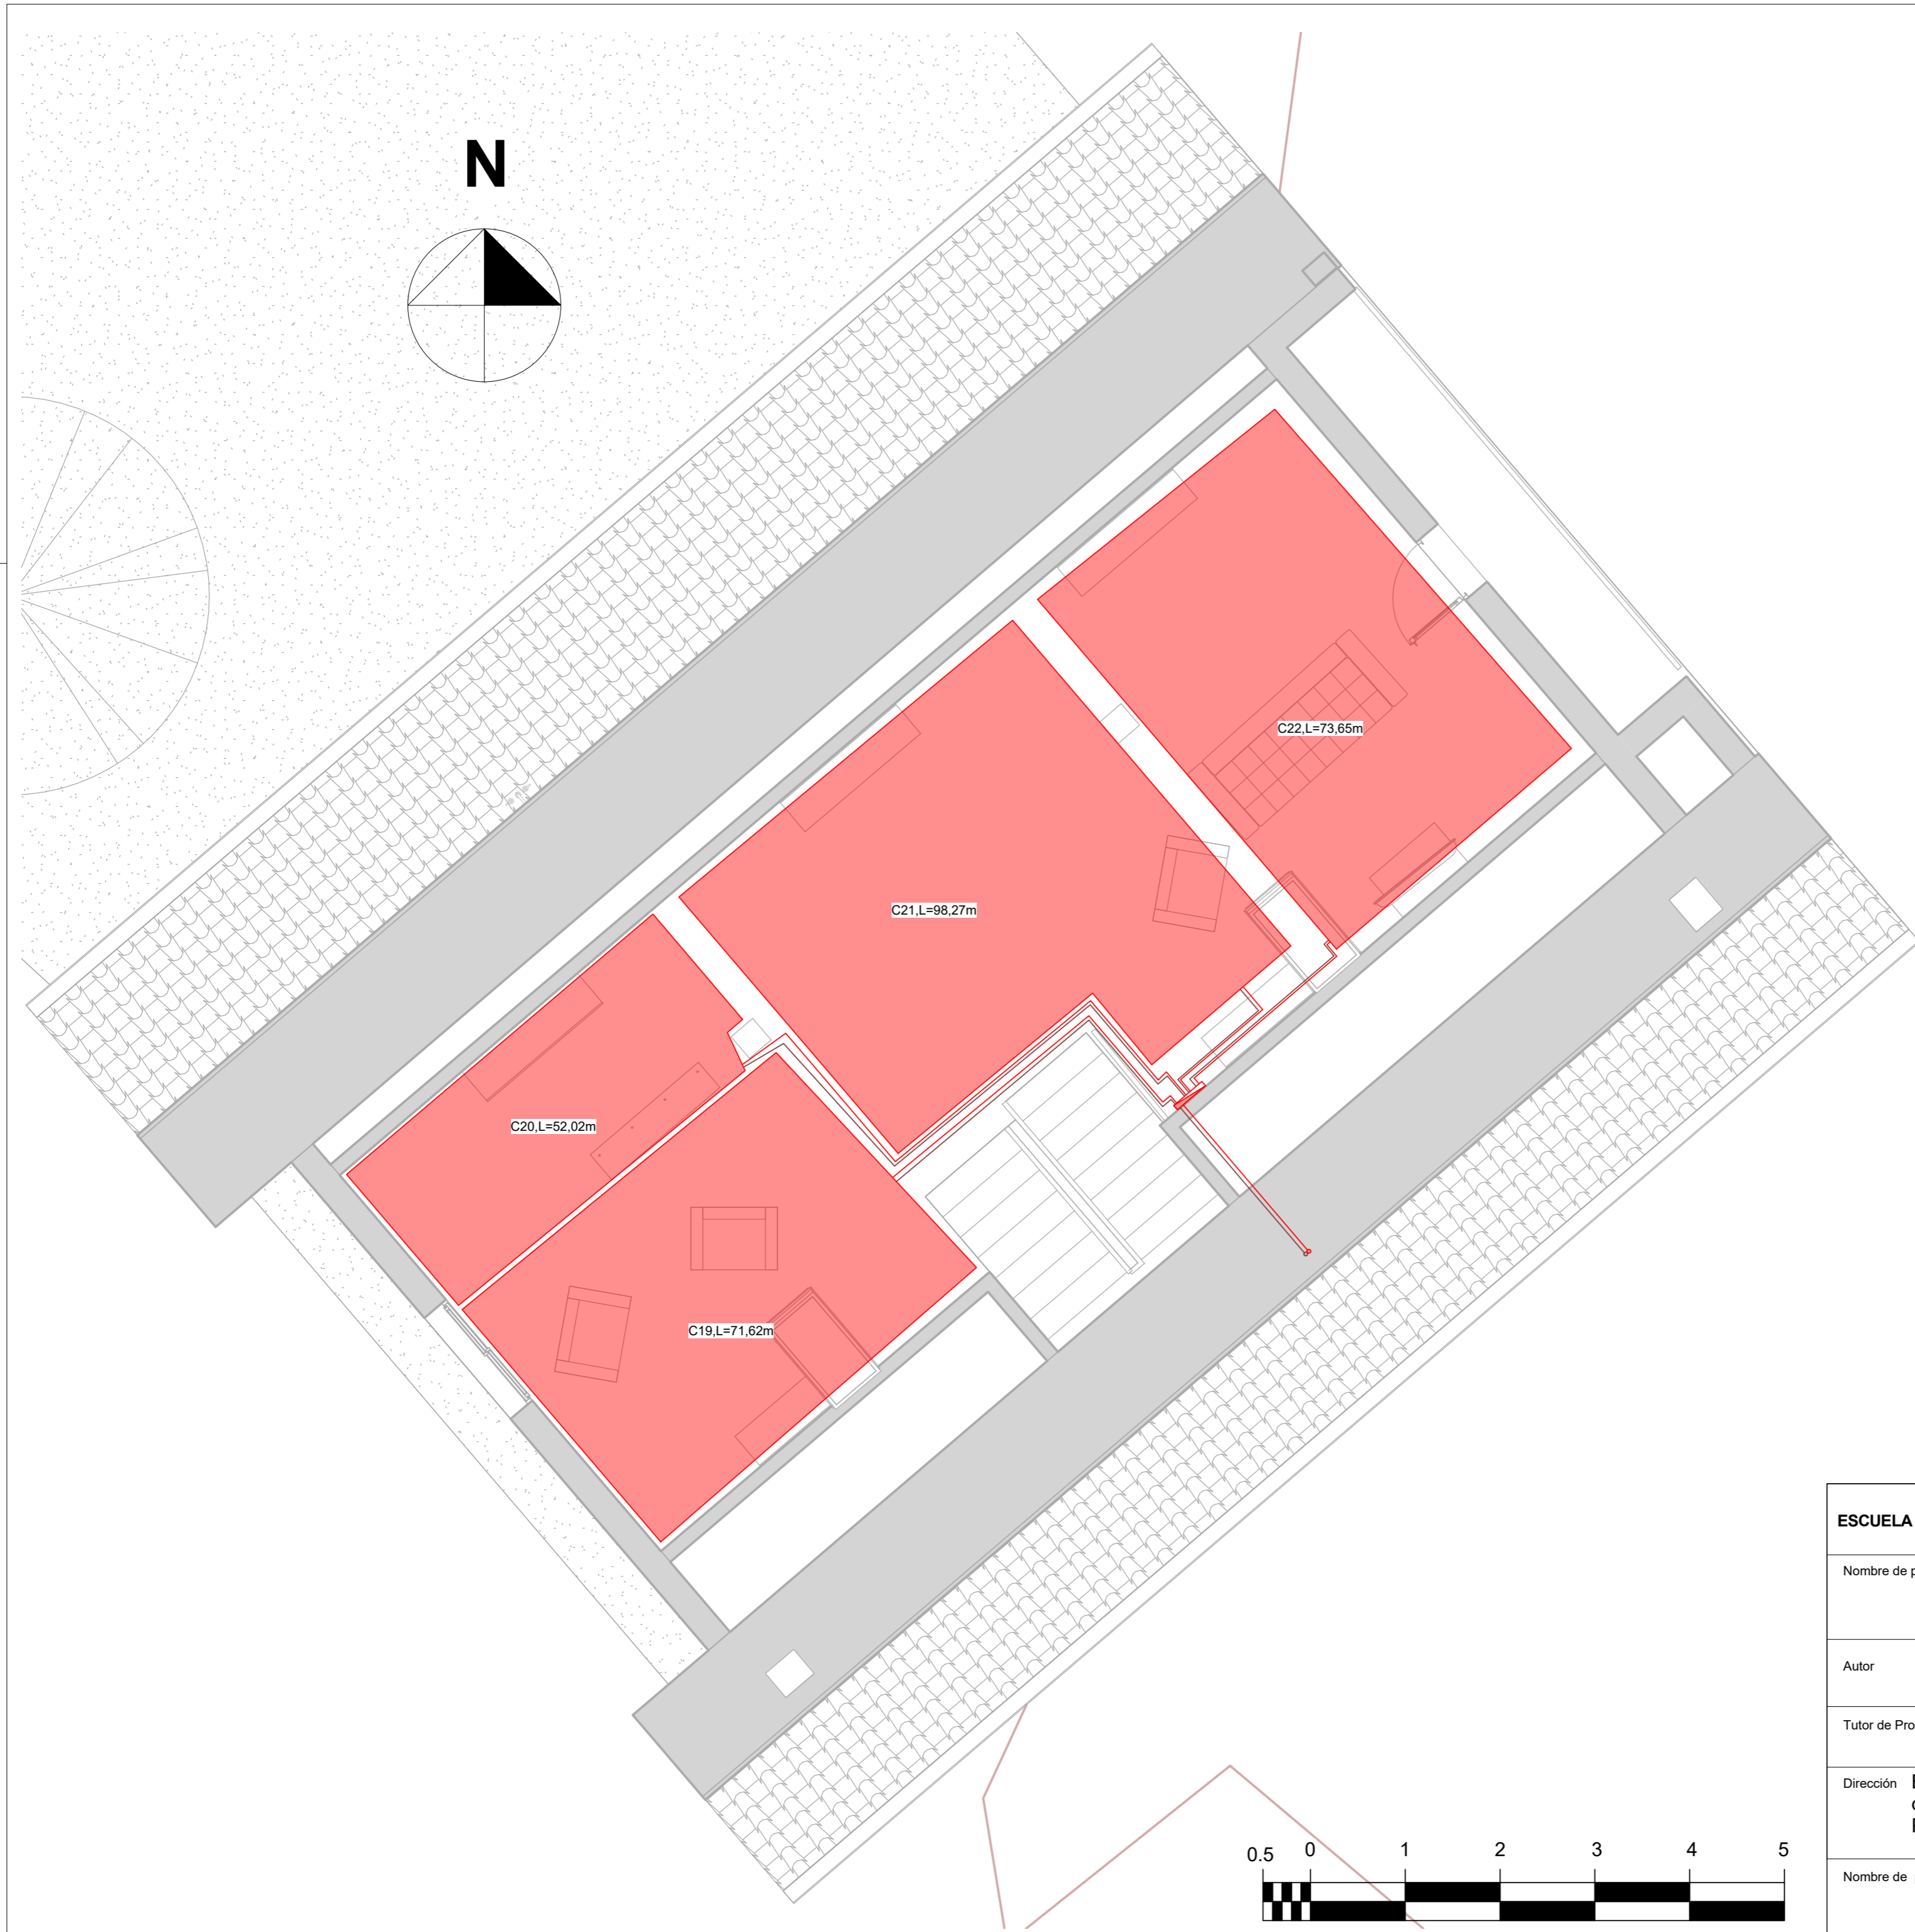 N
C22,L=73,65m
C21,L=98,27m
C20,L=52,02m
C19,L=71,62m
ESCUELA
Nombre de
Autor
Tutor de
Dirección
0.5 0 1 2 3 4 5
Nombre de